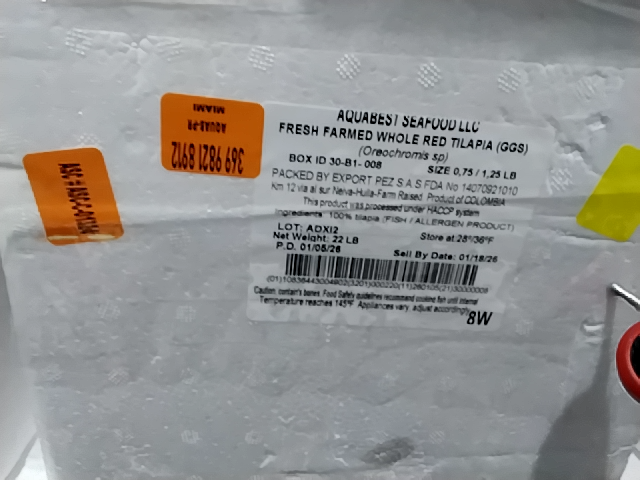 AQUABEST SEAFOOD LLC
FRESH FARMED WHOLE RED TILAPIA (GGS)
(Oreochromis sp)
BOX ID 30-B1- 008 SIZE 0,75 / 1,25 LB
PACKED BY EXPORT PEZ S.A.S FDA No 14070921010
Km 12 via al sur Neiva-Huila-Farm Raised Product of COLOMBIA
This product was processed under HACCP system
Ingredients 100% tilapia (FISH / ALLERGEN PRODUCT)
LOT: ADXI2
Net Weight: 22 LB Store at:28°/36°F
P.D. 01/05/26 Sell By Date: 01/18/26
Caution, contain's bones. Food Safety guidelines recommend cooking fish until internal
Temperature reaches 145°F. Appliances vary, adjust accordingly
8W
MIAMI
AQUAB-PR
369 9821 8912